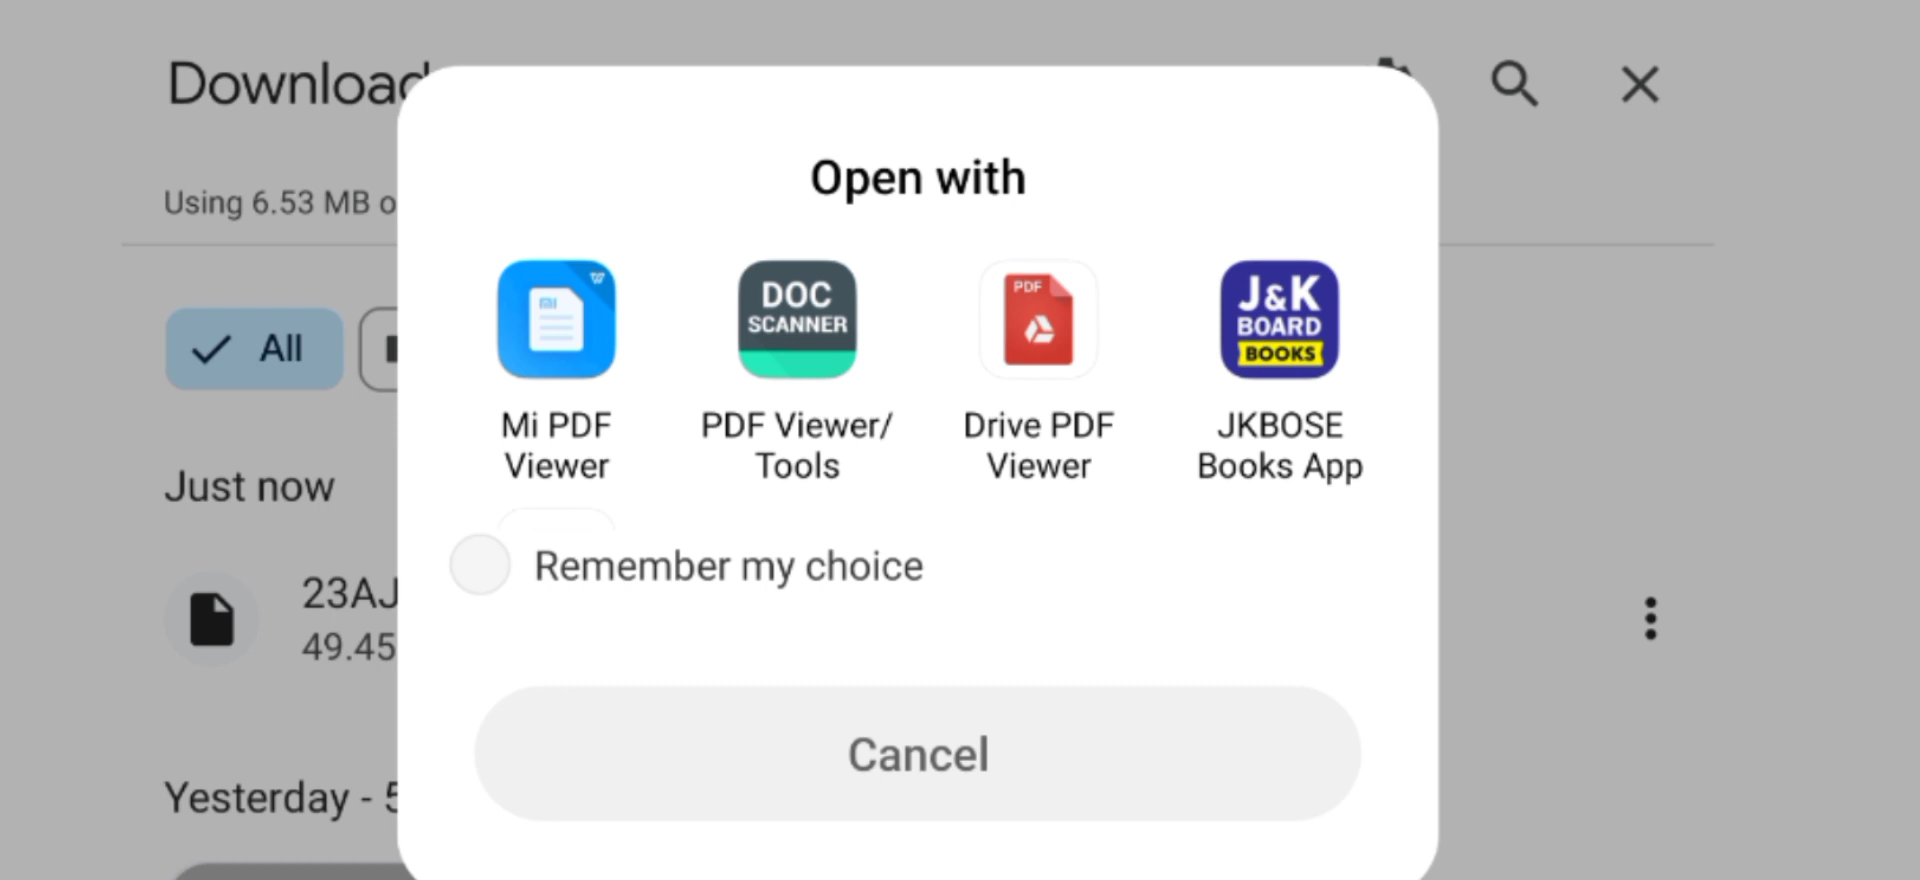 Download
Using 6.53 MB o
All
Just now
23AJ
49.45
Yesterday - 5
Open with
W
mi
DOC
SCANNER
PDF
J&K
BOARD
BOOKS
Mi PDF
Viewer
PDF Viewer/
Tools
Drive PDF
Viewer
JKBOSE
Books App
Remember my choice
Cancel